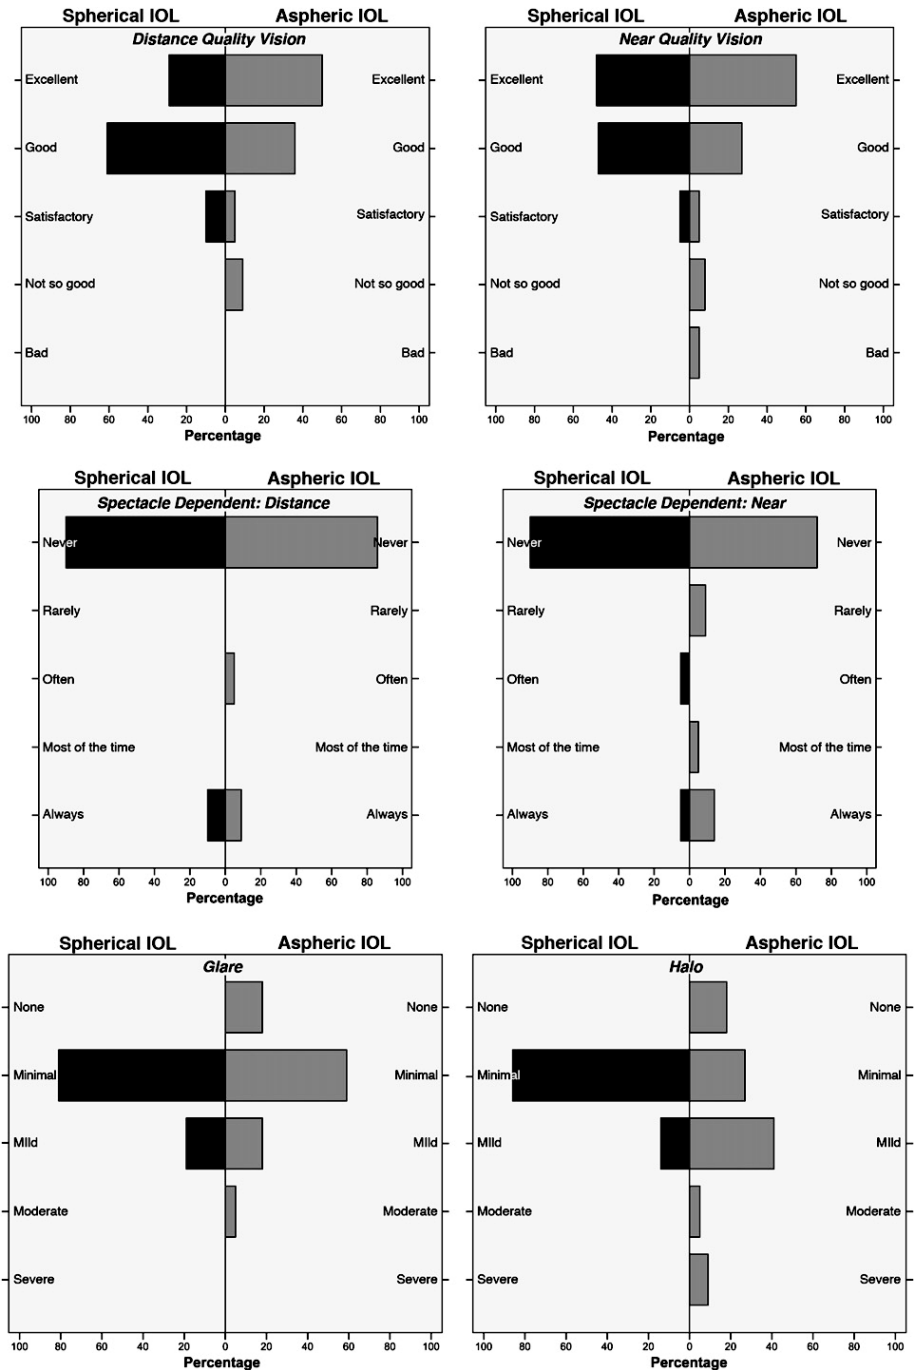 Spherical IOL Aspheric IOL
Distance Quality Vision
Excellent Excellent
Good Good
Satisfactory Satisfactory
Not so good Not so good
Bad Bad
100 80 60 40 20 0 20 40 60 80 100
Percentage
Spherical IOL Aspheric IOL
Near Quality Vision
Excellent Excellent
Good Good
Satisfactory Satisfactory
Not so good Not so good
Bad Bad
100 80 60 40 20 0 20 40 60 80 100
Percentage
Spherical IOL Aspheric IOL
Spectacle Dependent: Distance
Never Never
Rarely Rarely
Often Often
Most of the time Most of the time
Always Always
100 80 60 40 20 0 20 40 60 80 100
Percentage
Spherical IOL Aspheric IOL
Spectacle Dependent: Near
Never Never
Rarely Rarely
Often Often
Most of the time Most of the time
Always Always
100 80 60 40 20 0 20 40 60 80 100
Percentage
Spherical IOL Aspheric IOL
Glare
None None
Minimal Minimal
MIld MIld
Moderate Moderate
Severe Severe
100 80 60 40 20 0 20 40 60 80 100
Percentage
Spherical IOL Aspheric IOL
Halo
None None
Minimal Minimal
MIld MIld
Moderate Moderate
Severe Severe
100 80 60 40 20 0 20 40 60 80 100
Percentage